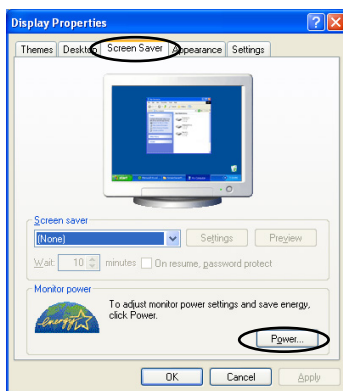 Display Properties
Themes Desktop Screen Saver Appearance Settings
Screen saver
(None) Settings Preview
Wait: 10 minutes On resume, password protect
Monitor power
To adjust monitor power settings and save energy,
click Power.
energy
Power...
OK Cancel Apply